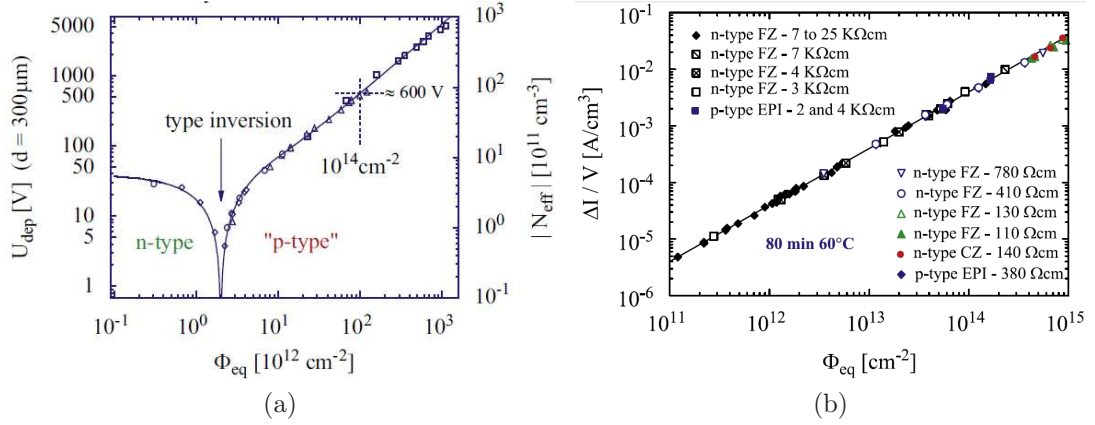 5000
1000
500
100
50
10
5
1
U_dep [V] (d = 300μm)
type inversion
≈ 600 V
10^14cm^-2
n-type
"p-type"
10^3
10^2
10^1
10^0
10^-1
| N_eff | [10^11 cm^-3]
10^-1 10^0 10^1 10^2 10^3
Φ_eq [10^12 cm^-2]
(a)
10^-1
10^-2
10^-3
10^-4
10^-5
10^-6
ΔI / V [A/cm^3]
n-type FZ - 7 to 25 KΩcm
n-type FZ - 7 KΩcm
n-type FZ - 4 KΩcm
n-type FZ - 3 KΩcm
p-type EPI - 2 and 4 KΩcm
n-type FZ - 780 Ωcm
n-type FZ - 410 Ωcm
n-type FZ - 130 Ωcm
n-type FZ - 110 Ωcm
n-type CZ - 140 Ωcm
p-type EPI - 380 Ωcm
80 min 60°C
10^11 10^12 10^13 10^14 10^15
Φ_eq [cm^-2]
(b)